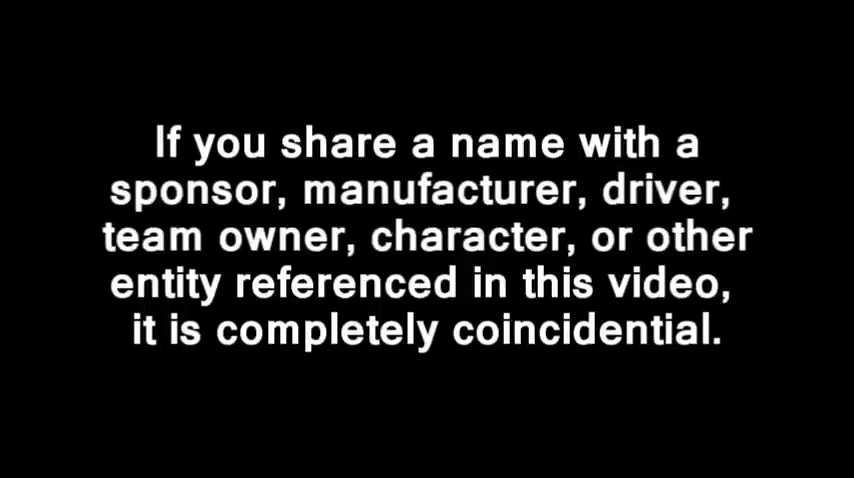 If you share a name with a
sponsor, manufacturer, driver,
team owner, character, or other
entity referenced in this video,
it is completely coincidential.